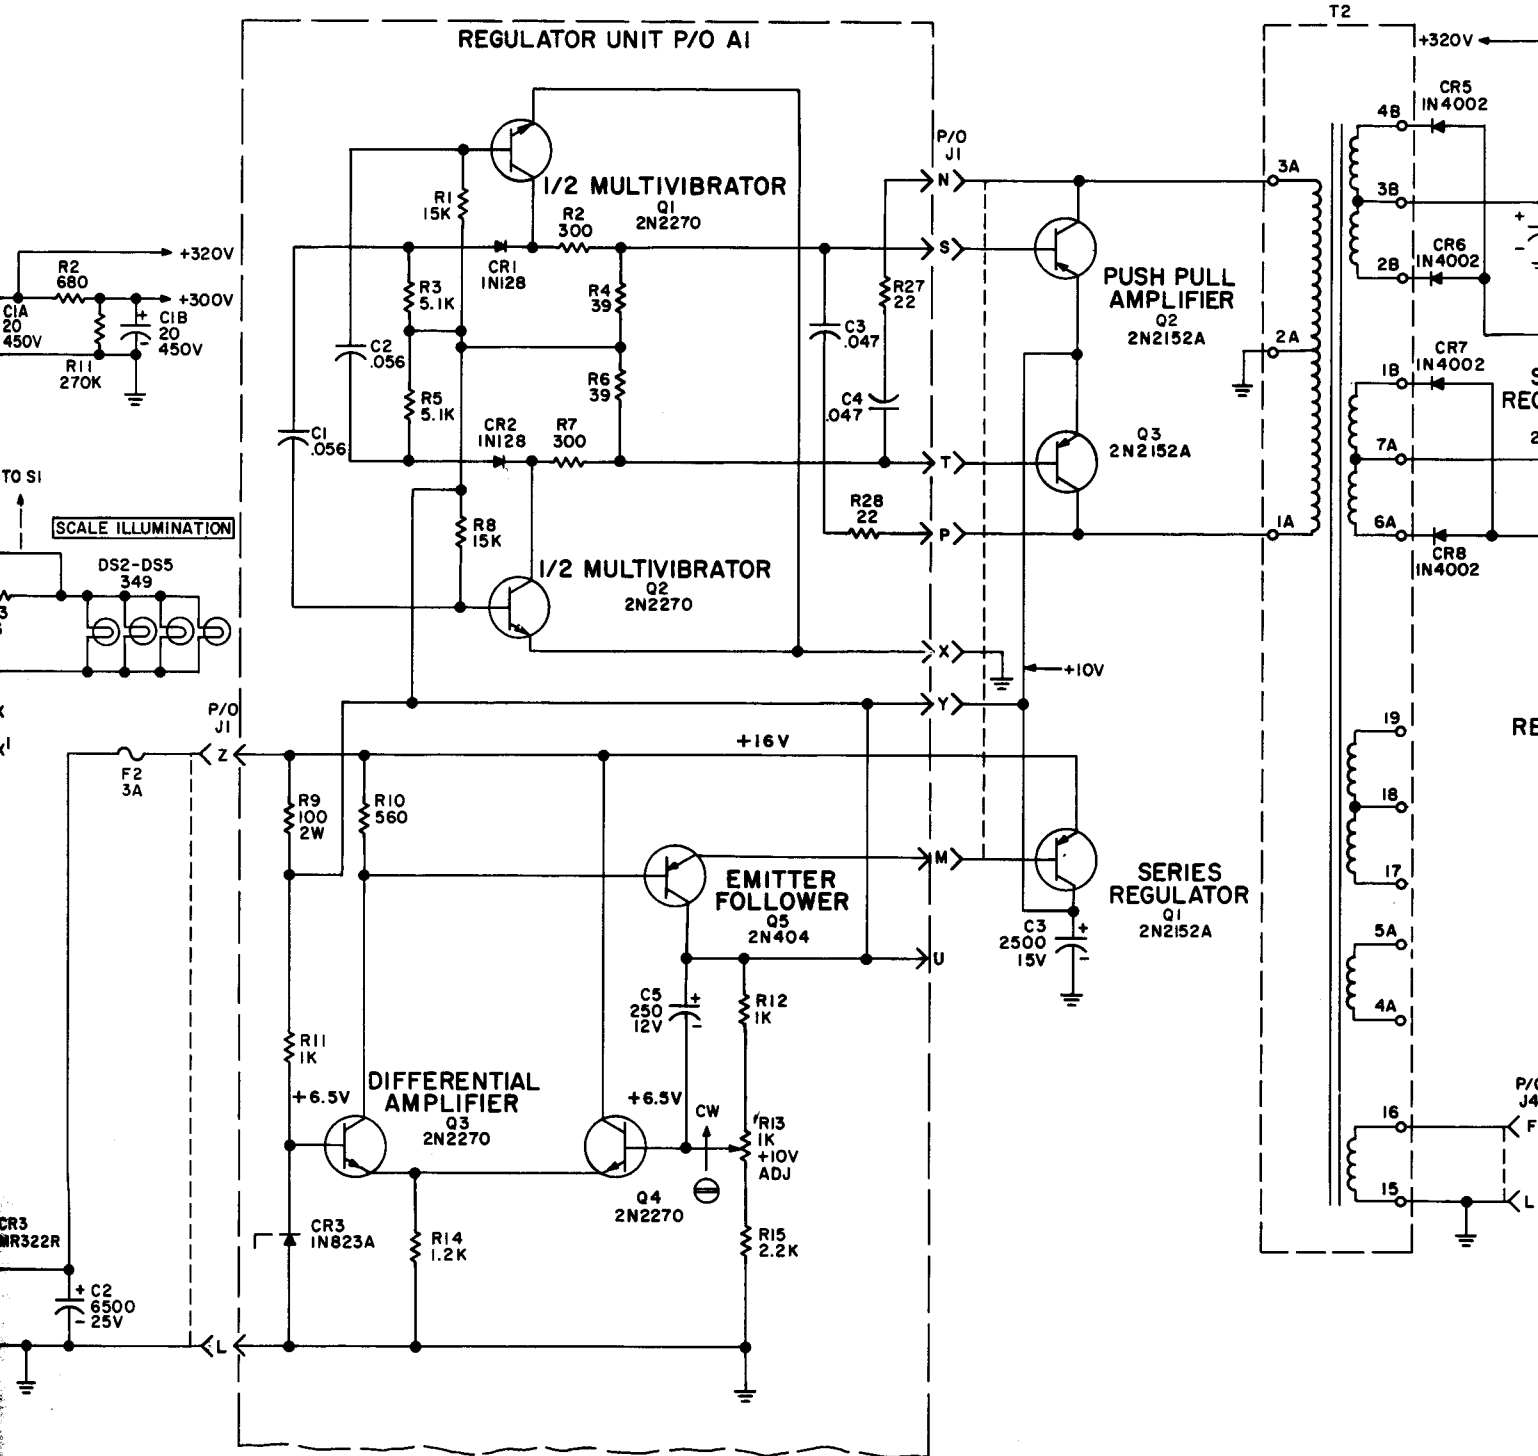 REGULATOR UNIT P/O A1
T2
+320V
CR5
1N4002
4B
P/O
J1
3A
N
1/2 MULTIVIBRATOR
Q1
2N2270
R1
15K
R2
300
3B
+
-
S
+320V
R2
680
CR1
1N128
R27
22
PUSH PULL
AMPLIFIER
Q2
2N2152A
CR6
1N4002
2B
+300V
C1A
20
450V
+
-
C1B
20
450V
R3
5.1K
R4
39
C3
.047
2A
R11
270K
C2
.056
CR7
1N4002
1B
R5
5.1K
R6
39
C4
.047
C1
.056
CR2
1N128
R7
300
Q3
2N2152A
7A
T
TO S1
R28
22
SCALE ILLUMINATION
R8
15K
P
1A
6A
CR8
1N4002
DS2-DS5
349
1/2 MULTIVIBRATOR
Q2
2N2270
X
+10V
P/O
J1
Y
19
Z
+16V
F2
3A
R9
100
2W
R10
560
18
M
EMITTER
FOLLOWER
Q5
2N404
SERIES
REGULATOR
Q1
2N2152A
17
C3
2500
15V
+
-
5A
U
C5
250
12V
+
-
R12
1K
4A
R11
1K
DIFFERENTIAL
AMPLIFIER
Q3
2N2270
+6.5V
+6.5V
CW
R13
1K
+10V
ADJ
16
F
Q4
2N2270
15
L
CR3
MR322R
CR3
1N823A
R14
1.2K
R15
2.2K
+
-
C2
6500
25V
L